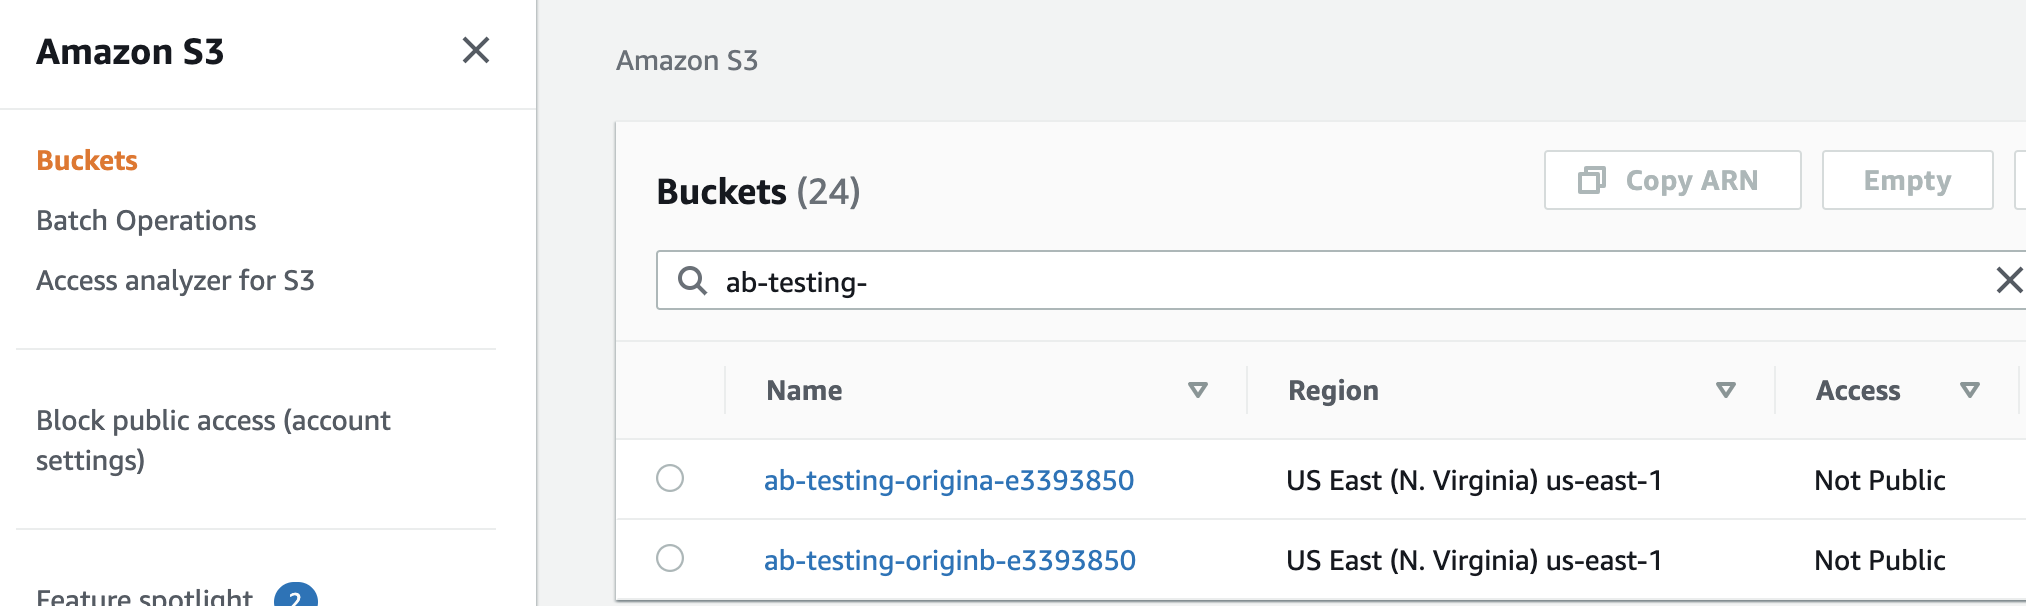 Amazon S3
Buckets
Batch Operations
Access analyzer for S3
Block public access (account
settings)
Feature spotlight 2
Amazon S3
Buckets (24)
Copy ARN
Empty
ab-testing-
Name Region Access
ab-testing-origina-e3393850 US East (N. Virginia) us-east-1 Not Public
ab-testing-originb-e3393850 US East (N. Virginia) us-east-1 Not Public